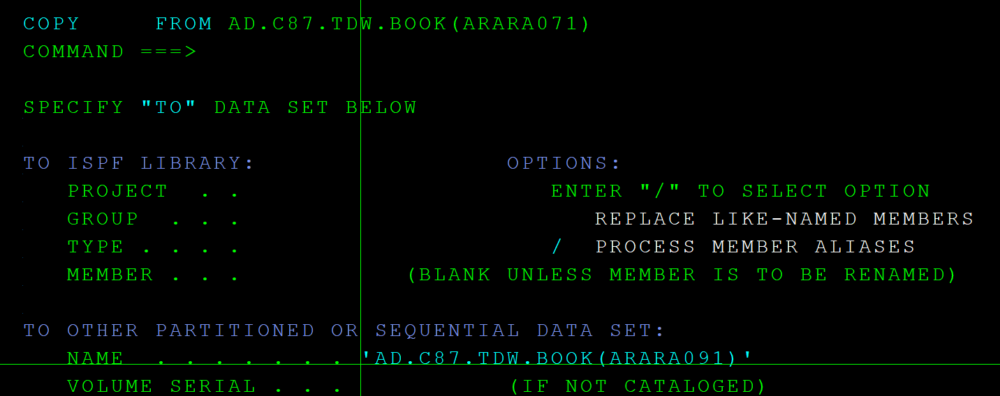 COPY FROM AD.C87.TDW.BOOK(ARARA071)
COMMAND ===>
SPECIFY "TO" DATA SET BELOW
TO ISPF LIBRARY: OPTIONS:
PROJECT . . ENTER "/" TO SELECT OPTION
GROUP . . . REPLACE LIKE-NAMED MEMBERS
TYPE . . . . / PROCESS MEMBER ALIASES
MEMBER . . . (BLANK UNLESS MEMBER IS TO BE RENAMED)
TO OTHER PARTITIONED OR SEQUENTIAL DATA SET:
NAME . . . . . . . 'AD.C87.TDW.BOOK(ARARA091)'
VOLUME SERIAL . . . (IF NOT CATALOGED)